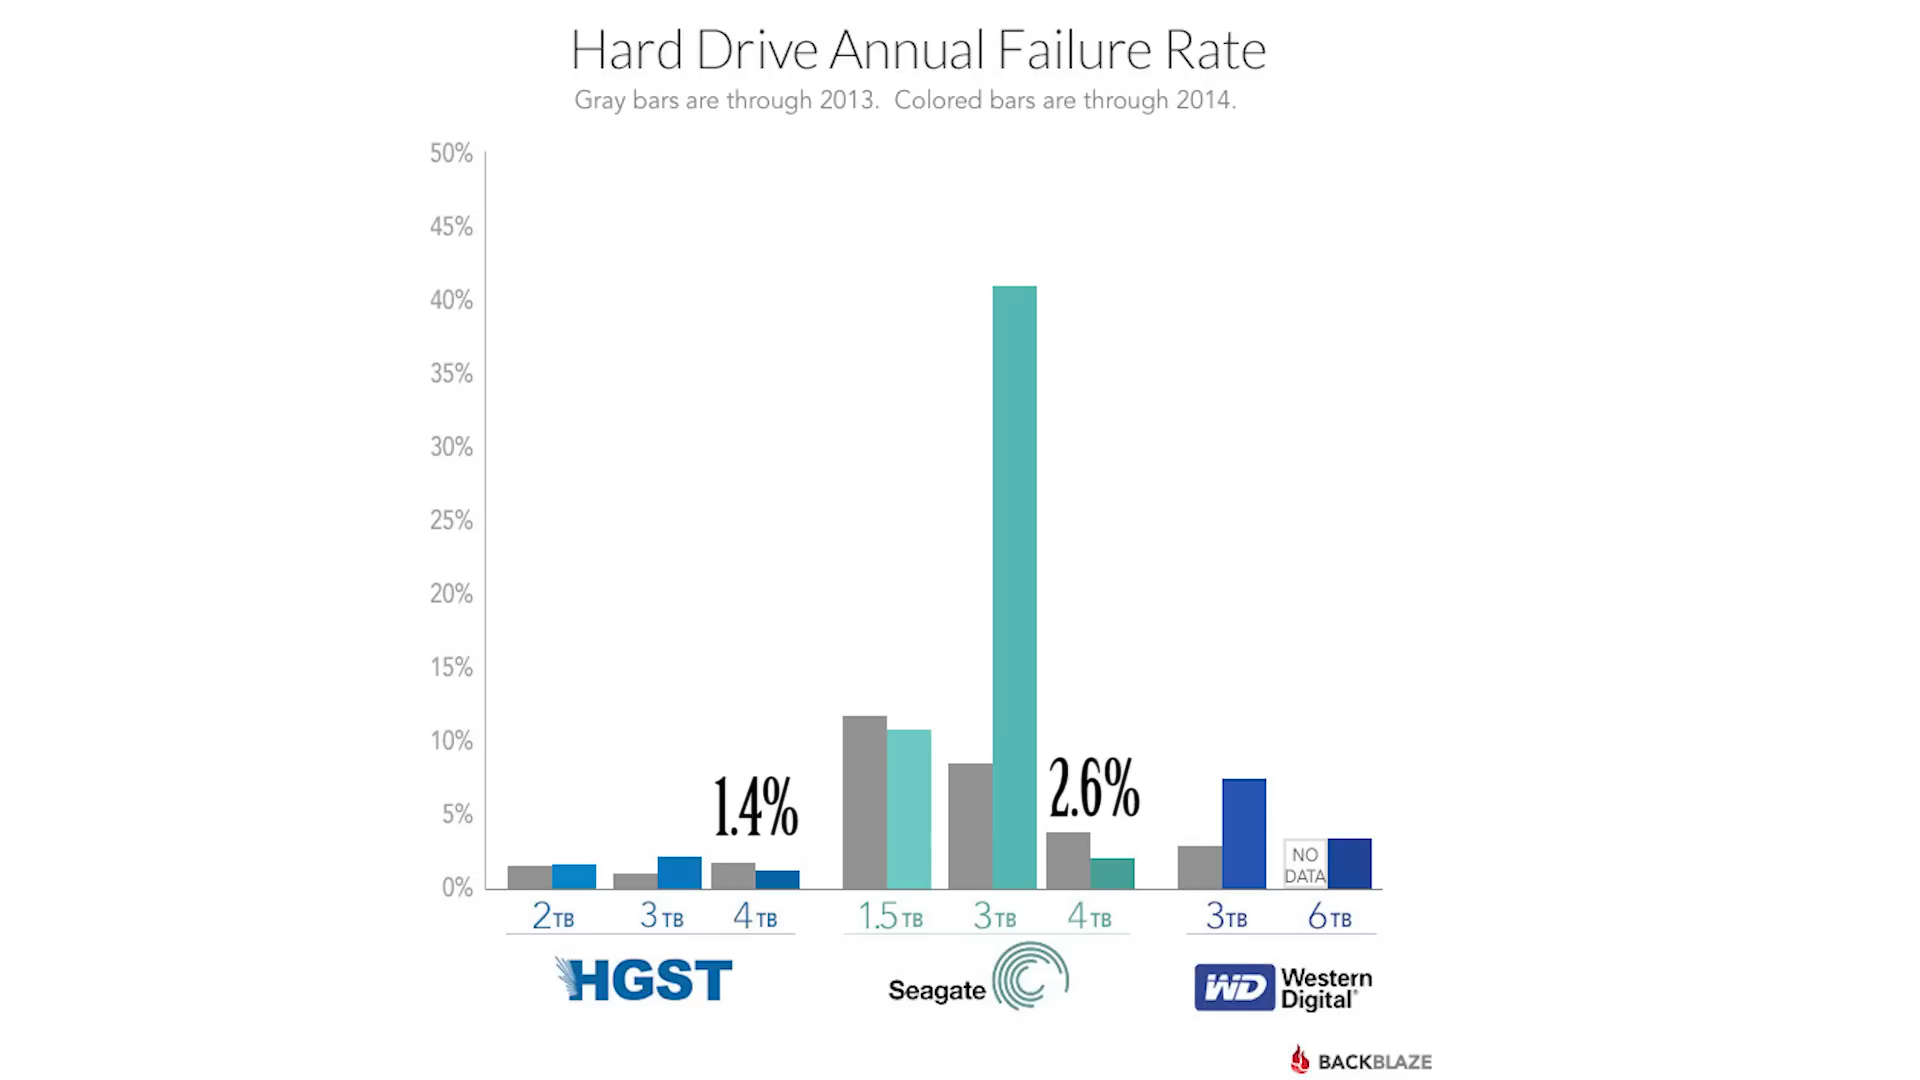 Hard Drive Annual Failure Rate
Gray bars are through 2013. Colored bars are through 2014.
50%
45%
40%
35%
30%
25%
20%
15%
10%
5%
0%
1.4%
2.6%
NO
DATA
2TB 3TB 4TB 1.5TB 3TB 4TB 3TB 6TB
HGST
Seagate
WD Western
Digital
BACKBLAZE